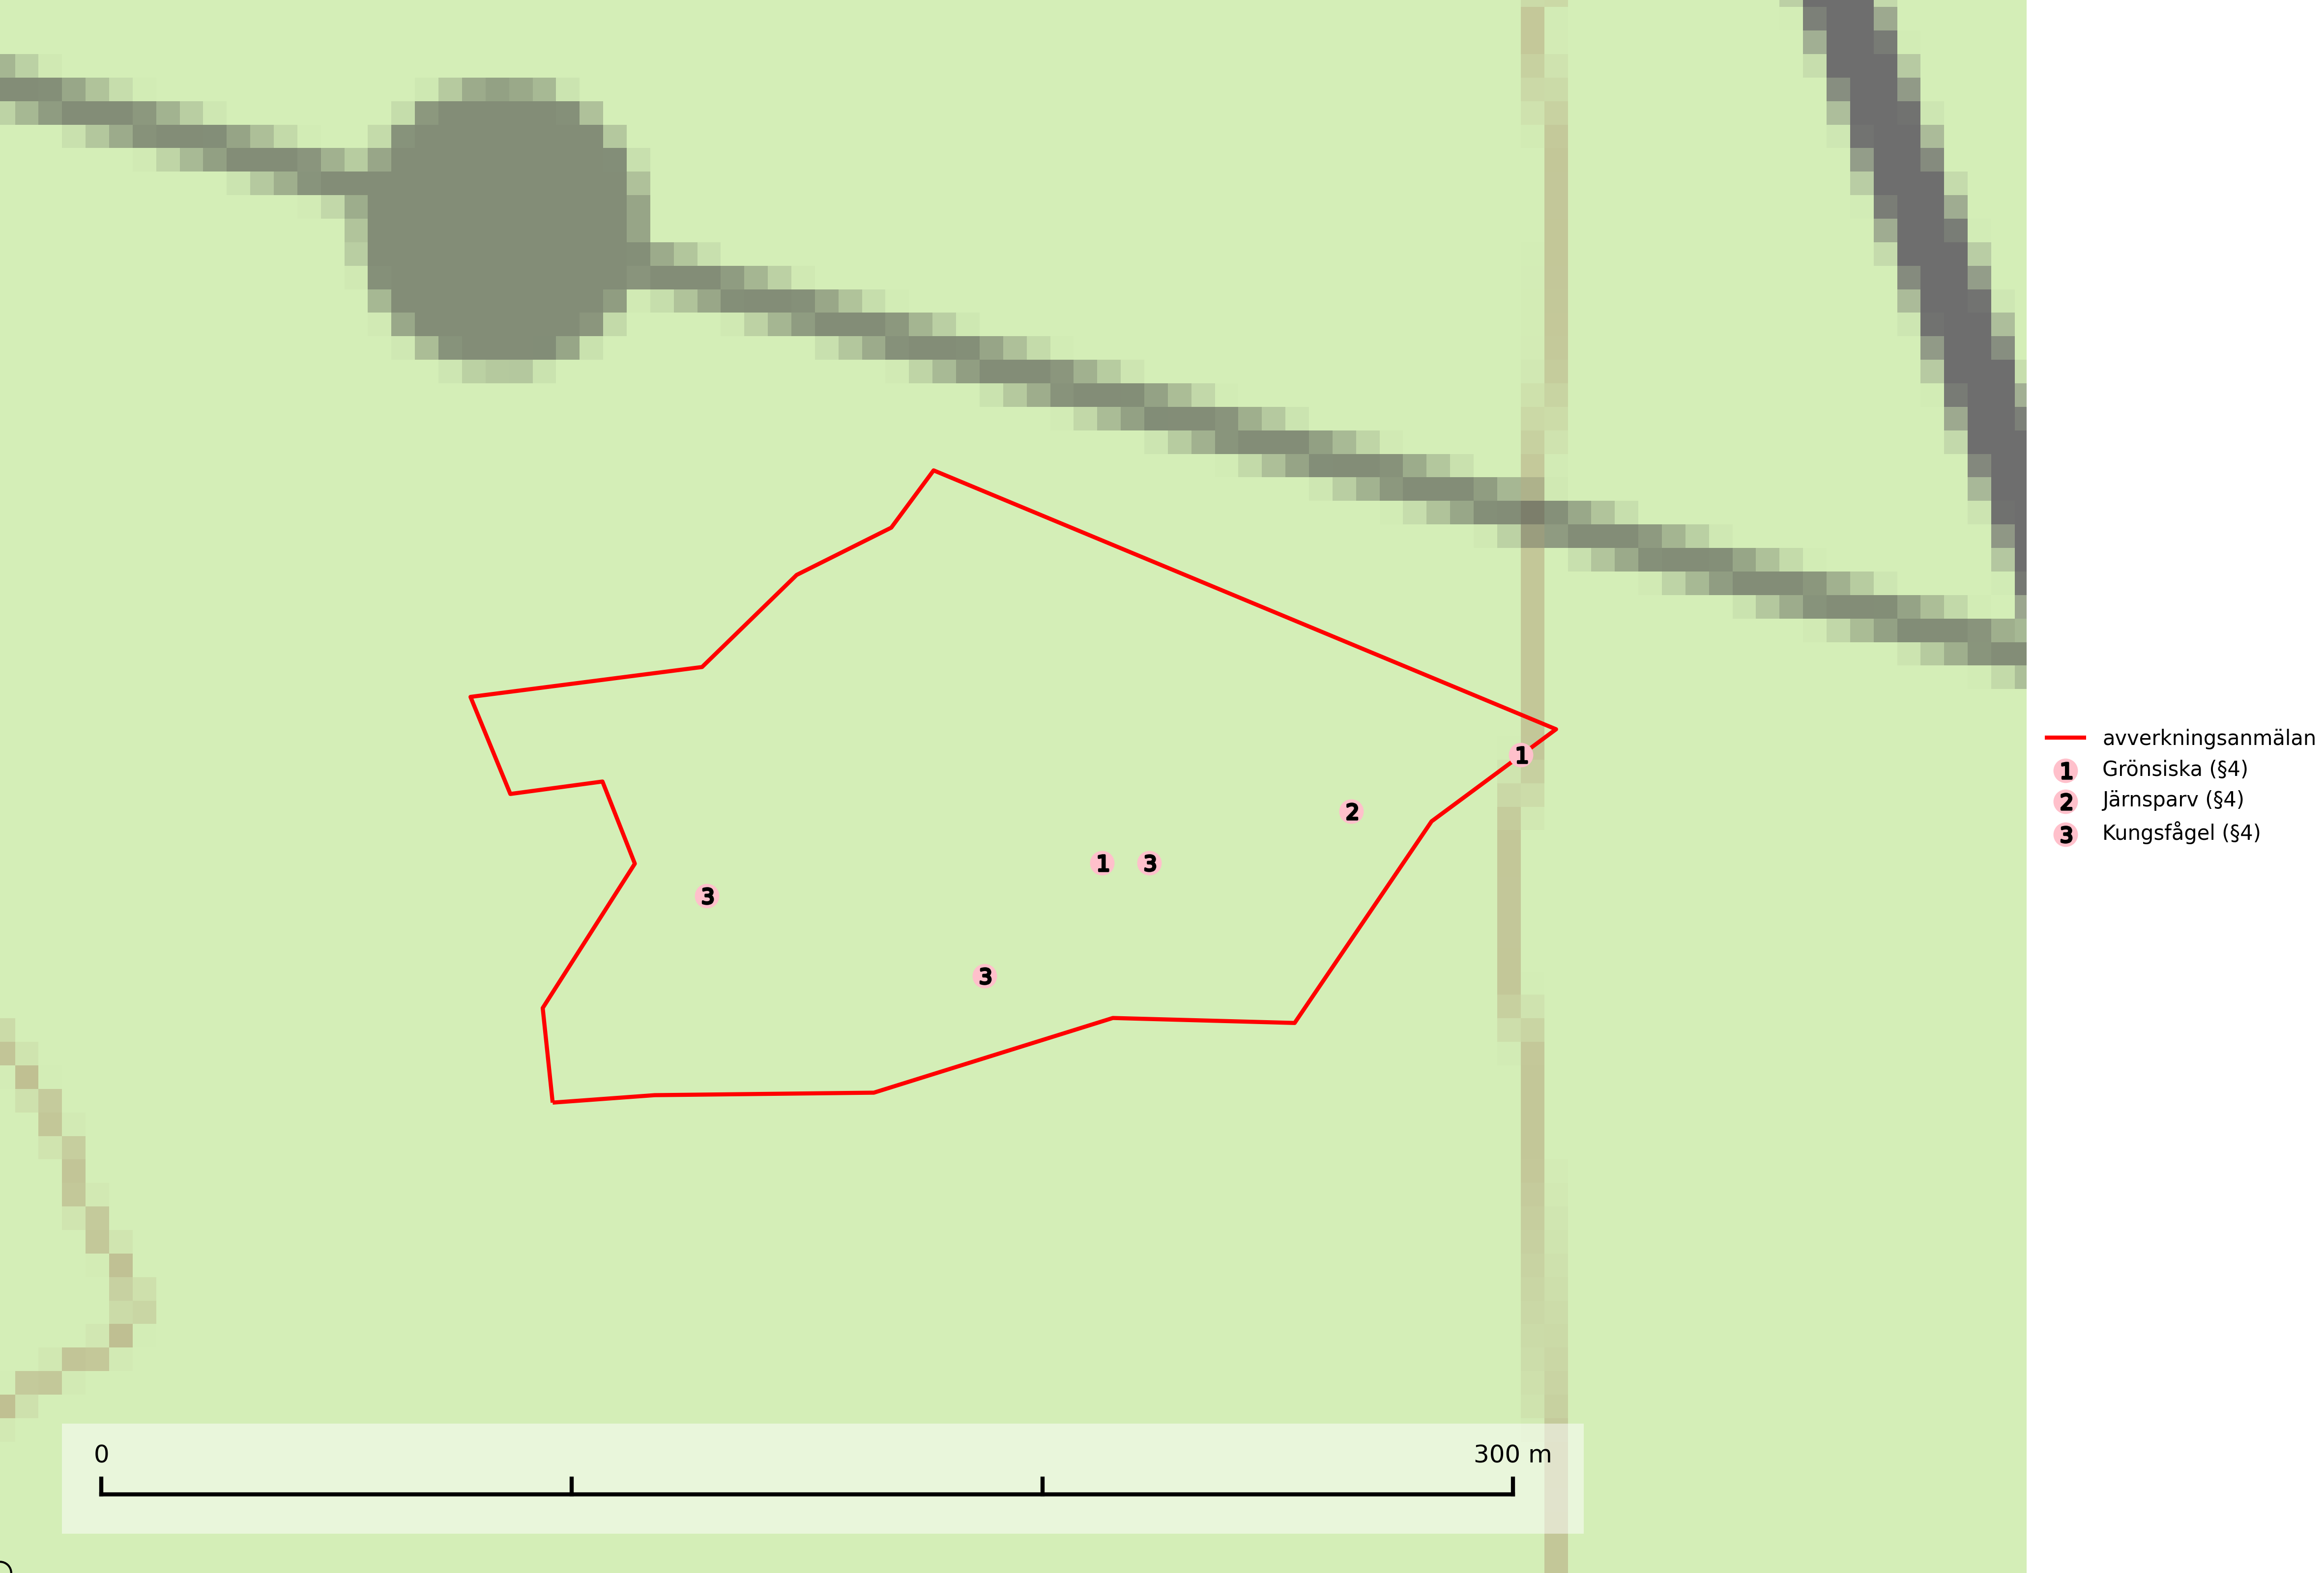 1
2
1 3
3
3
avverkningsanmälan
1 Grönsiska (§4)
2 Järnsparv (§4)
3 Kungsfågel (§4)
0 300 m